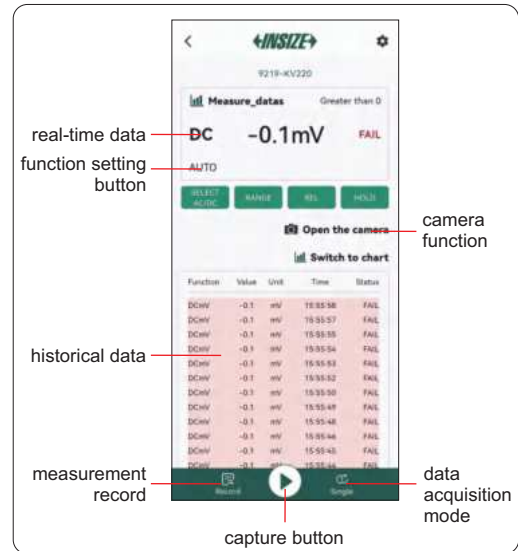 INSIZE
9219-KV220
Measure_datas Greater than 0
DC -0.1mV FAIL
AUTO
SELECT AC/DC
RANGE
REL
HOLD
Open the camera
Switch to chart
Function Value Unit Time Status
DCmV -0.1 mV 15:55:58 FAIL
DCmV -0.1 mV 15:55:57 FAIL
DCmV -0.1 mV 15:55:55 FAIL
DCmV -0.1 mV 15:55:54 FAIL
DCmV -0.1 mV 15:55:53 FAIL
DCmV -0.1 mV 15:55:52 FAIL
DCmV -0.1 mV 15:55:50 FAIL
DCmV -0.1 mV 15:55:49 FAIL
DCmV -0.1 mV 15:55:48 FAIL
DCmV -0.1 mV 15:55:46 FAIL
DCmV -0.1 mV 15:55:45 FAIL
DCmV -0.1 mV 15:55:44 FAIL
Record
Single
real-time data
function setting
button
camera
function
historical data
measurement
record
data
acquisition
mode
capture button